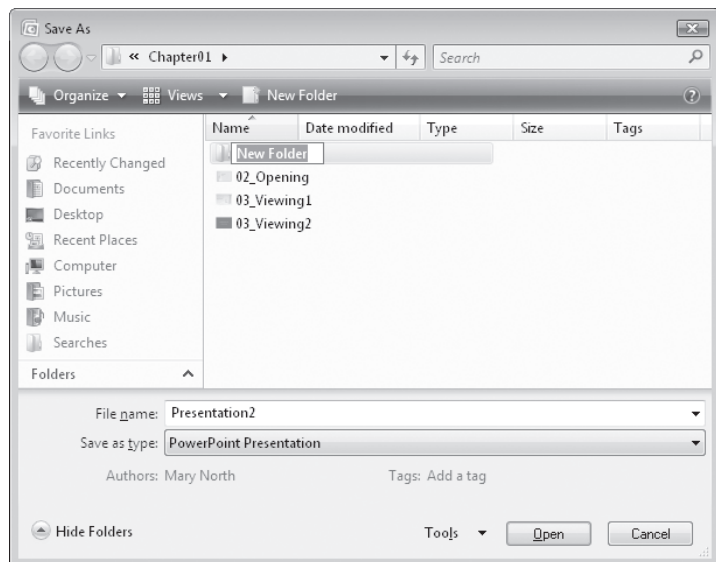 Save As
« Chapter01
Search
Organize Views New Folder
Favorite Links
Recently Changed
Documents
Desktop
Recent Places
Computer
Pictures
Music
Searches
Folders
Name Date modified Type Size Tags
New Folder
02_Opening
03_Viewing1
03_Viewing2
File name: Presentation2
Save as type: PowerPoint Presentation
Authors: Mary North Tags: Add a tag
Hide Folders Tools Open Cancel